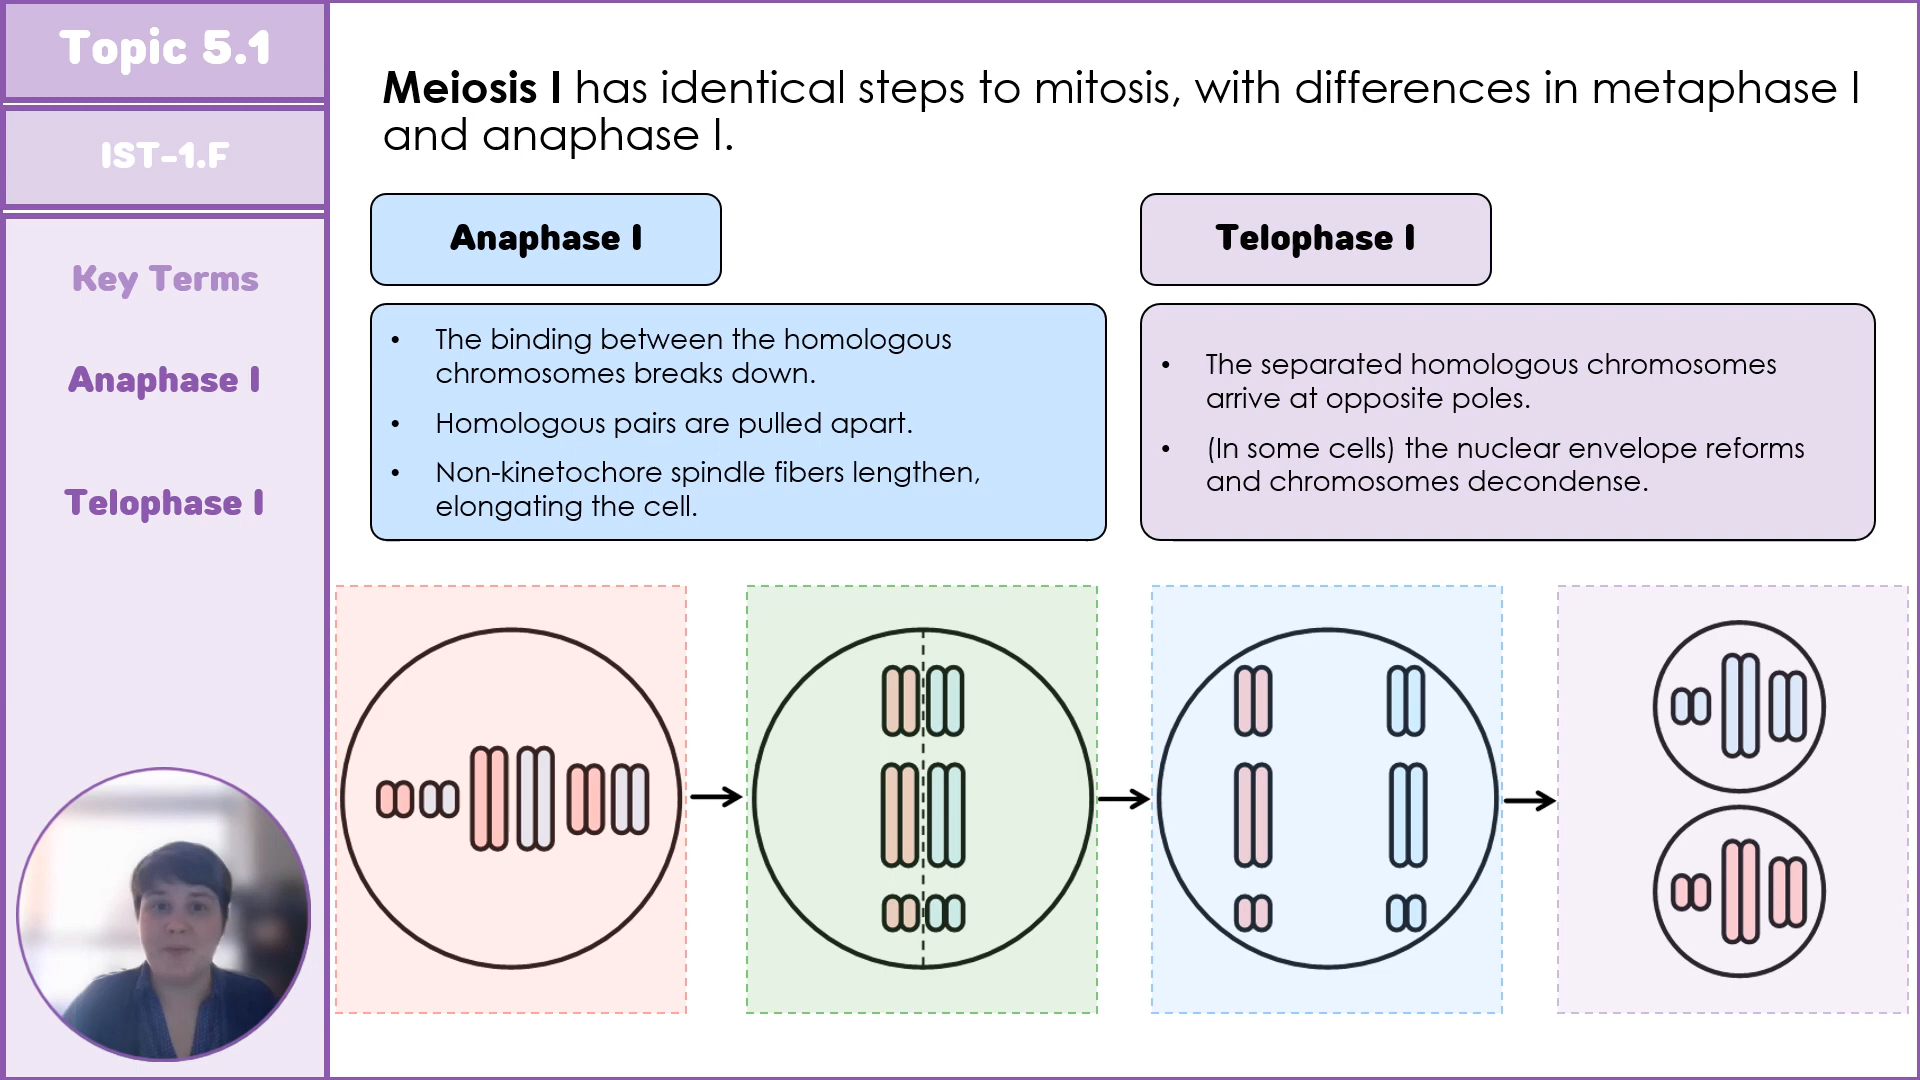 Topic 5.1
IST-1.F
Key Terms
Anaphase I
Telophase I
Meiosis I has identical steps to mitosis, with differences in metaphase I
and anaphase I.
Anaphase I
• The binding between the homologous
chromosomes breaks down.
• Homologous pairs are pulled apart.
• Non-kinetochore spindle fibers lengthen,
elongating the cell.
Telophase I
• The separated homologous chromosomes
arrive at opposite poles.
• (In some cells) the nuclear envelope reforms
and chromosomes decondense.